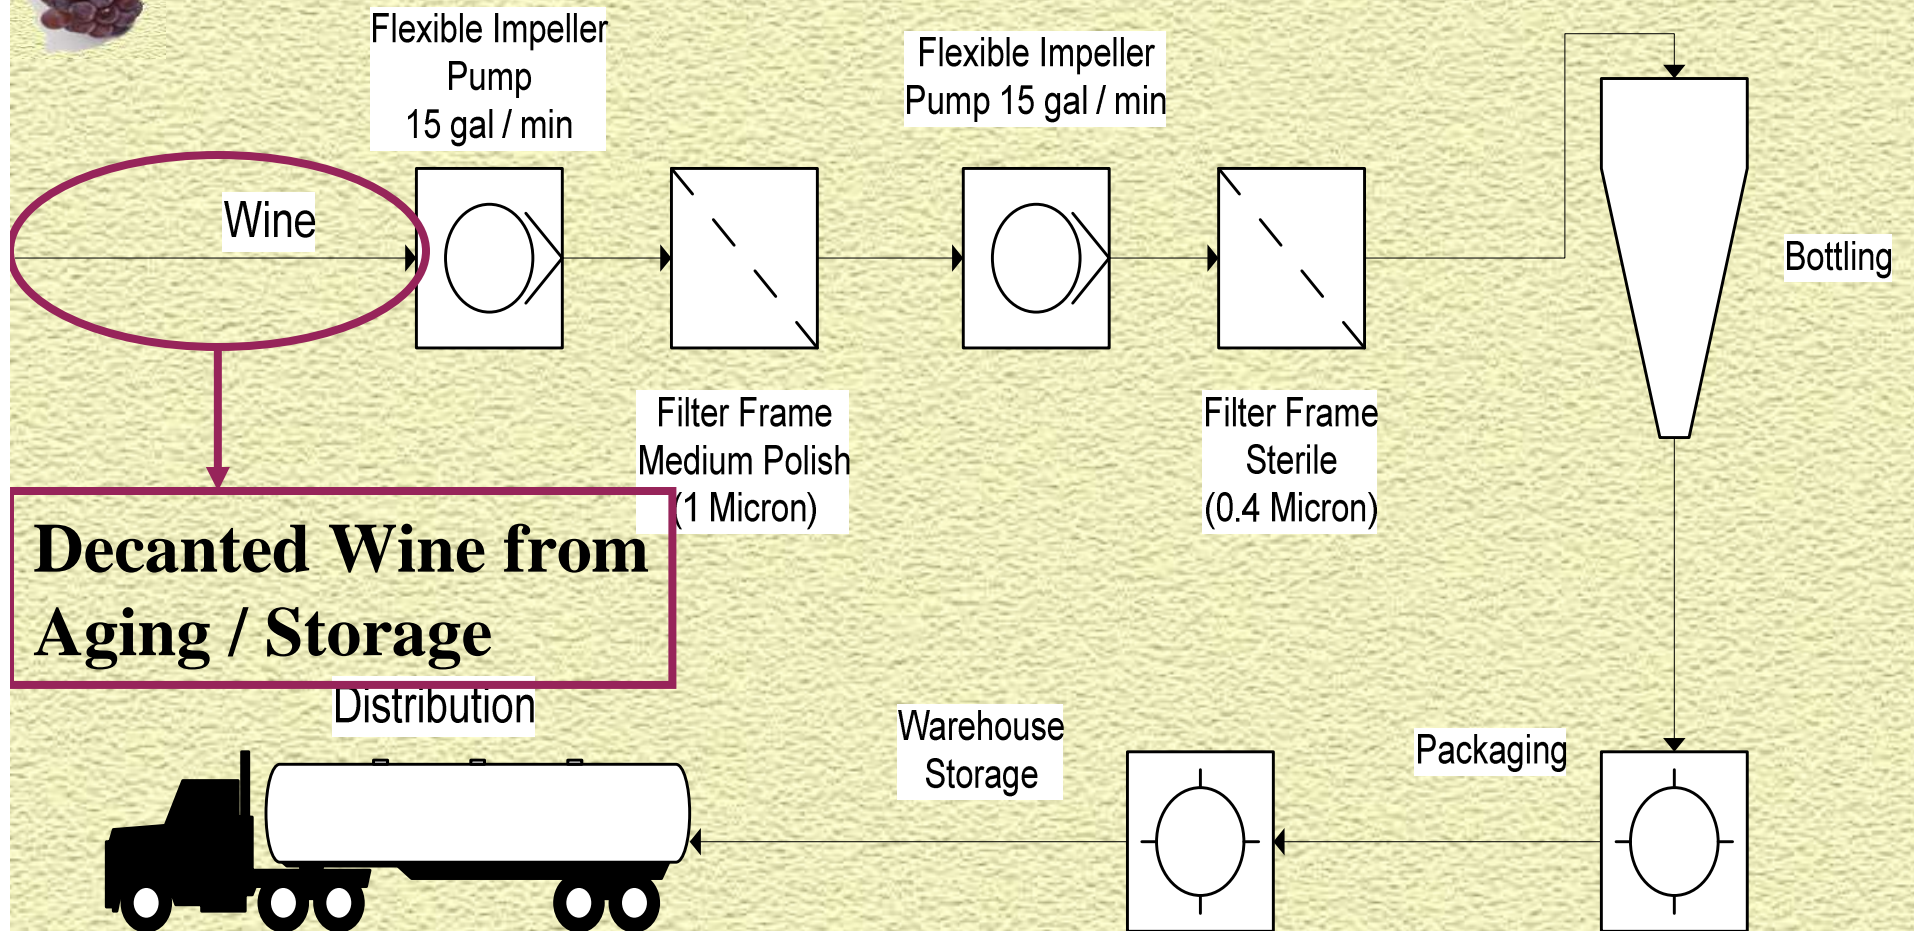 Flexible Impeller
Pump
15 gal / min
Flexible Impeller
Pump 15 gal / min
Wine
Bottling
Filter Frame
Medium Polish
(1 Micron)
Filter Frame
Sterile
(0.4 Micron)
Decanted Wine from
Aging / Storage
Distribution
Warehouse
Storage
Packaging